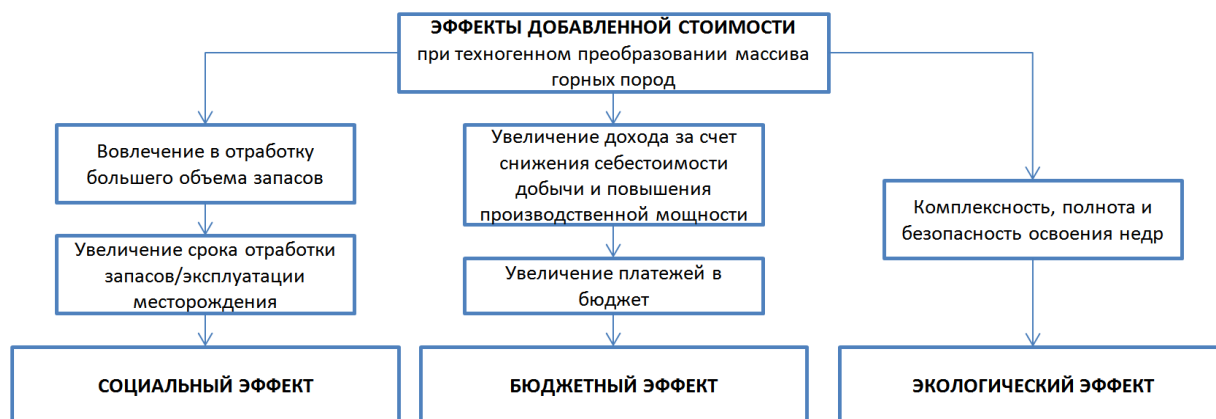 ЭФФЕКТЫ ДОБАВЛЕННОЙ СТОИМОСТИ
при техногенном преобразовании массива
горных пород
Вовлечение в отработку
большего объема запасов
Увеличение срока отработки
запасов/эксплуатации
месторождения
СОЦИАЛЬНЫЙ ЭФФЕКТ
Увеличение дохода за счет
снижения себестоимости
добычи и повышения
производственной мощности
Увеличение платежей в
бюджет
БЮДЖЕТНЫЙ ЭФФЕКТ
Комплексность, полнота и
безопасность освоения недр
ЭКОЛОГИЧЕСКИЙ ЭФФЕКТ